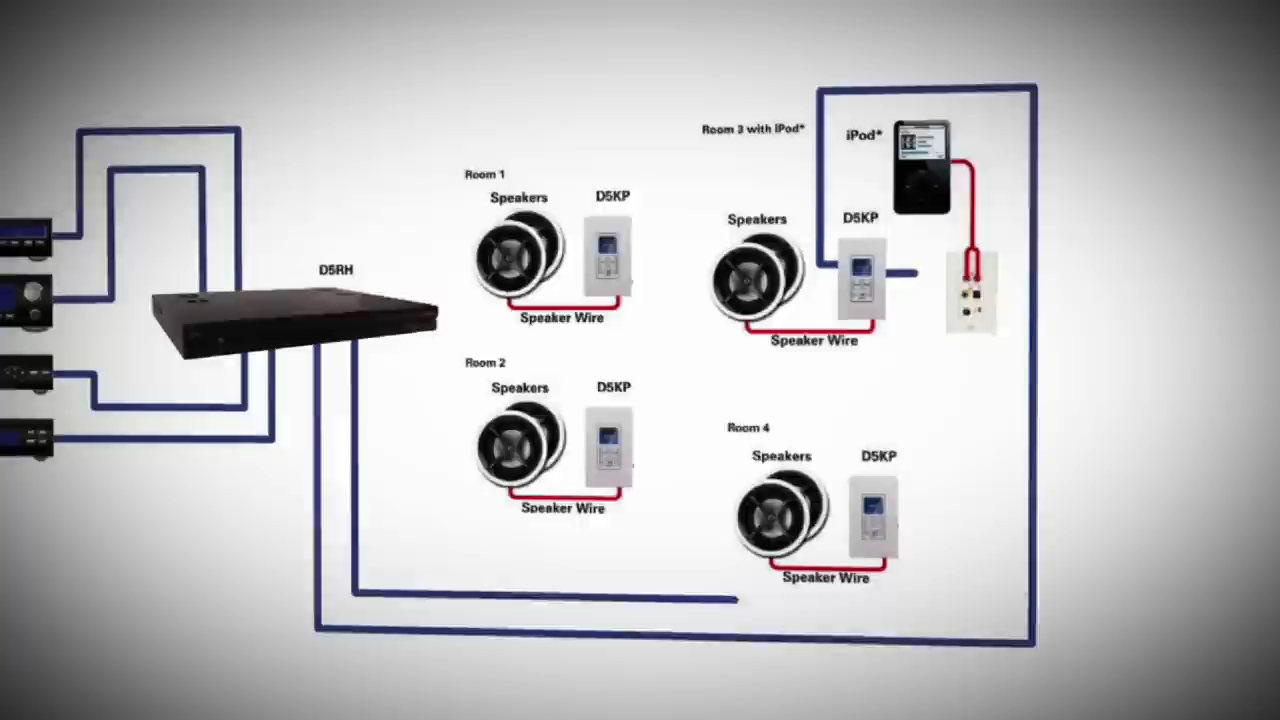 D5RH
Room 1
Speakers
D5KP
Speaker Wire
Room 2
Speakers
D5KP
Speaker Wire
Room 3 with iPod*
iPod*
Speakers
D5KP
Speaker Wire
Room 4
Speakers
D5KP
Speaker Wire